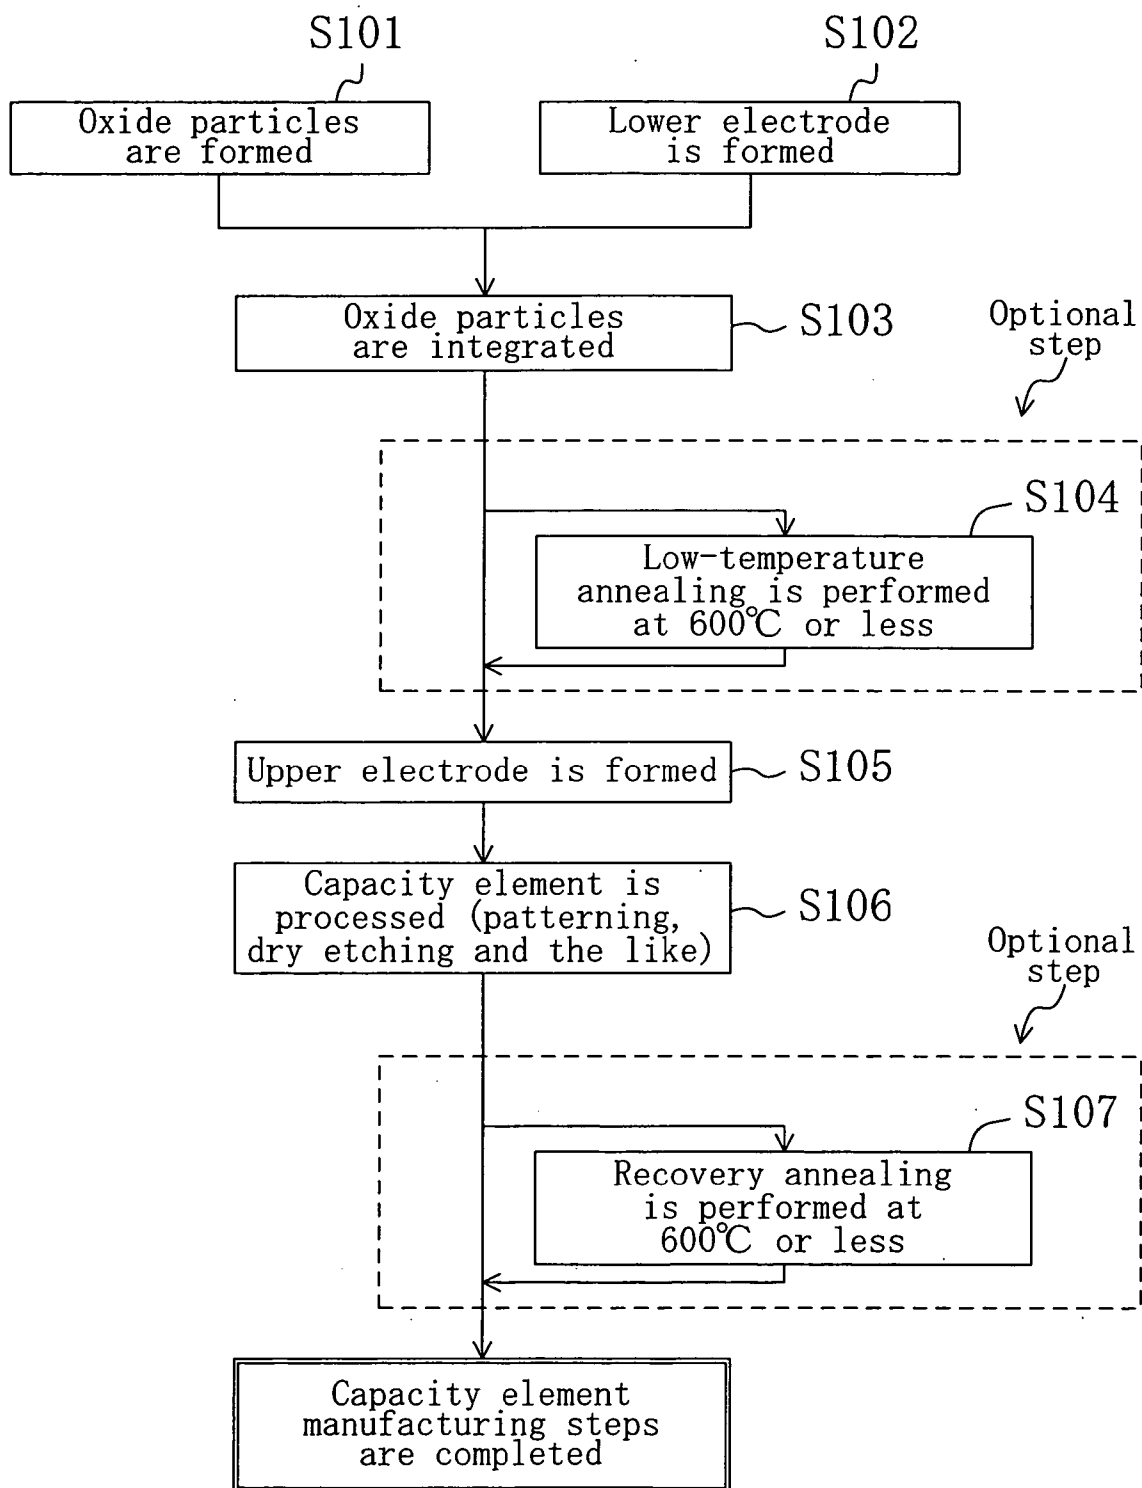 S101
S102
Oxide particles
are formed
Lower electrode
is formed
Oxide particles
are integrated
S103
Optional
step
S104
Low-temperature
annealing is performed
at 600℃ or less
Upper electrode is formed
S105
Capacity element is
processed (patterning,
dry etching and the like)
S106
Optional
step
S107
Recovery annealing
is performed at
600℃ or less
Capacity element
manufacturing steps
are completed